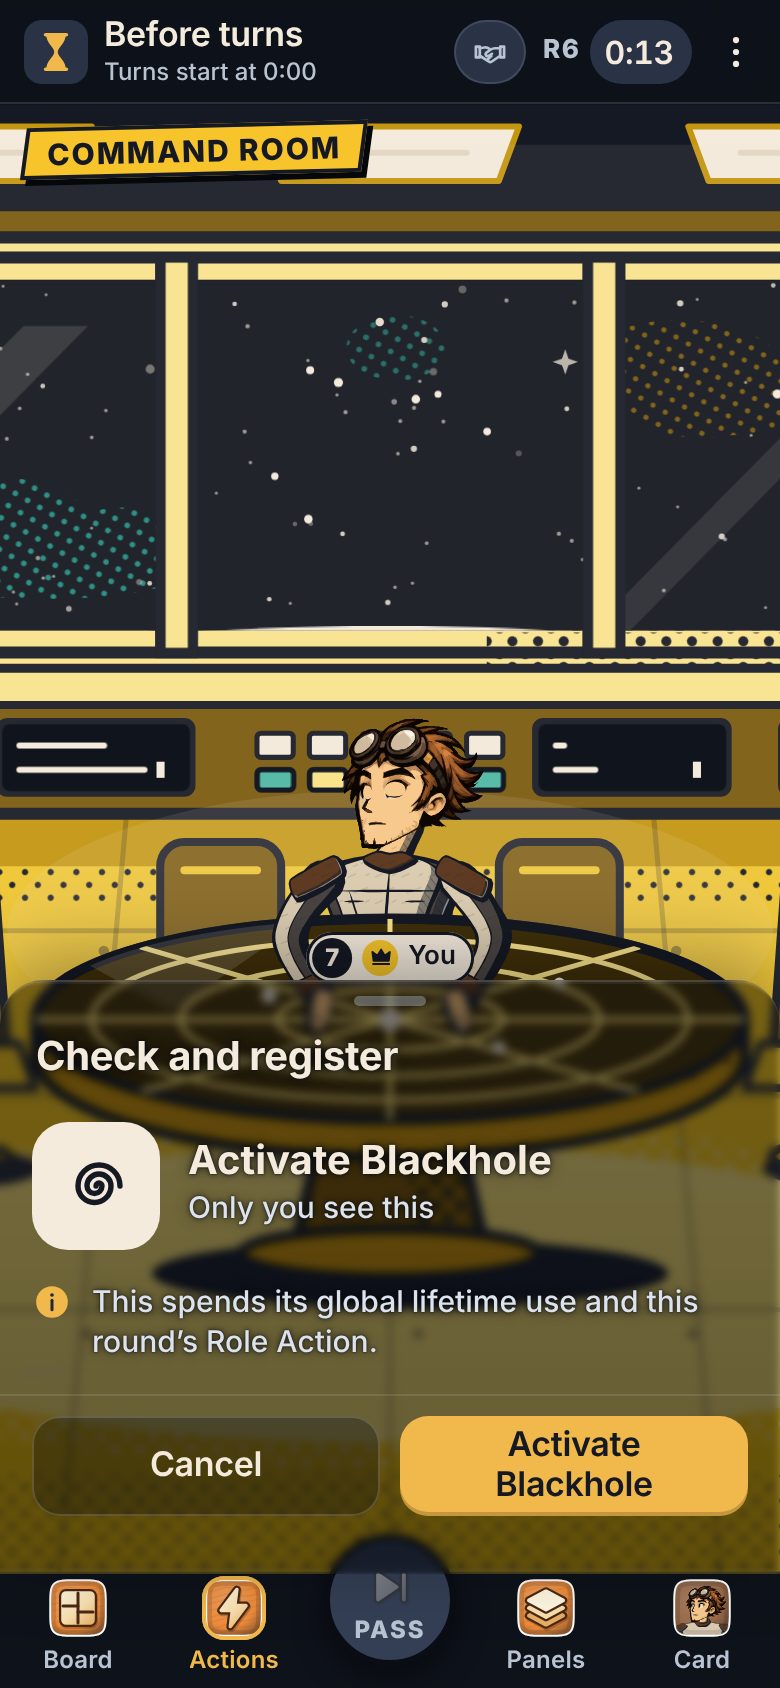 Before turns
Turns start at 0:00
R6
0:13
COMMAND ROOM
7
You
Check and register
Activate Blackhole
Only you see this
This spends its global lifetime use and this
round's Role Action.
Cancel
Activate
Blackhole
Board
Actions
PASS
Panels
Card